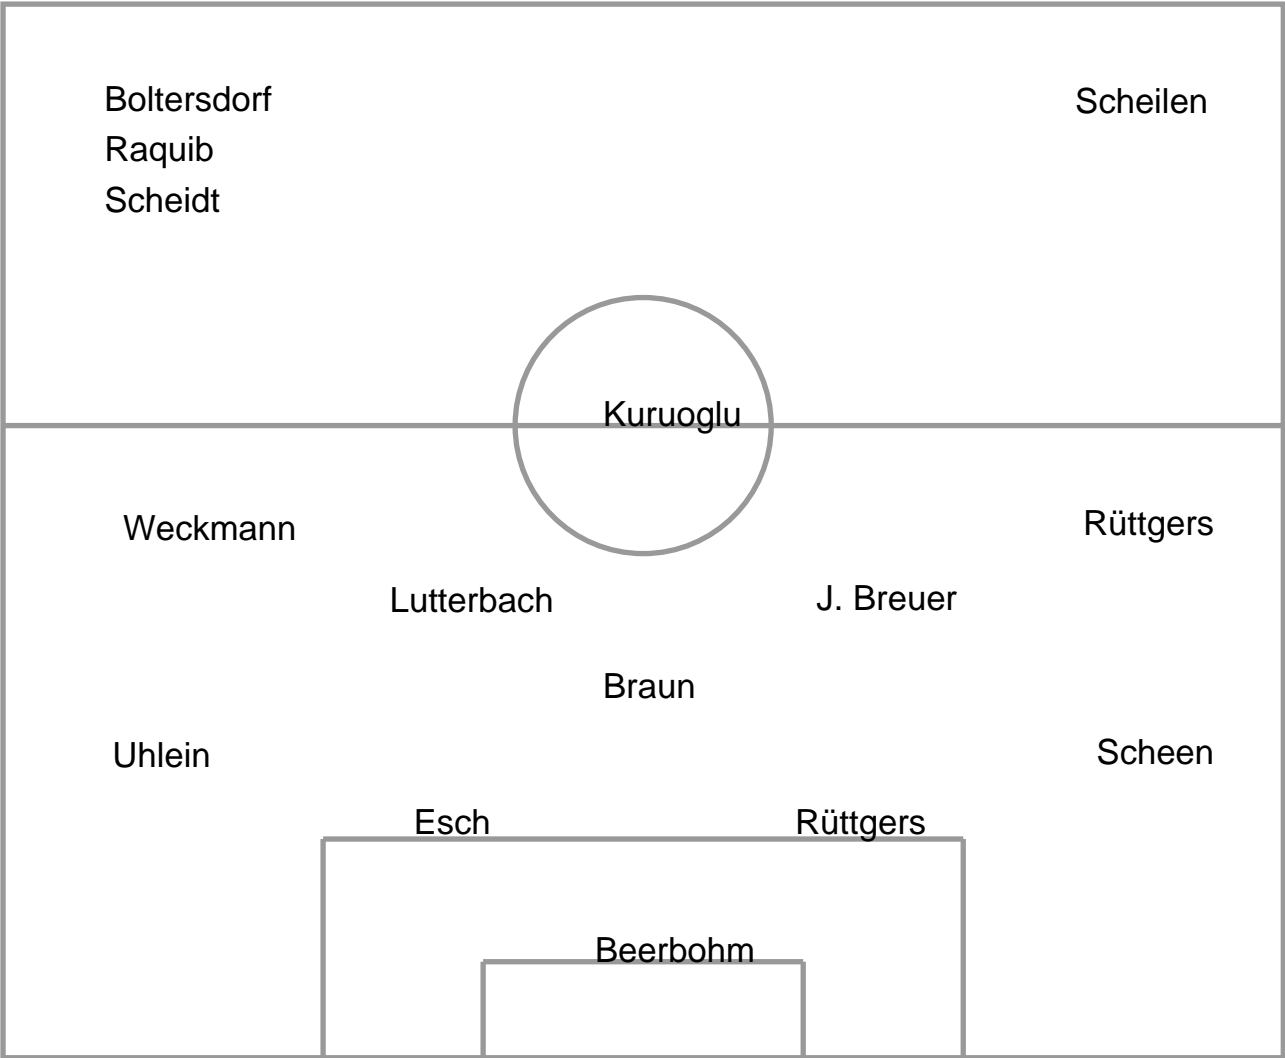 Boltersdorf
Scheilen
Raquib
Scheidt
Kuruoglu
Weckmann
Rüttgers
Lutterbach
J. Breuer
Braun
Uhlein
Scheen
Esch
Rüttgers
Beerbohm